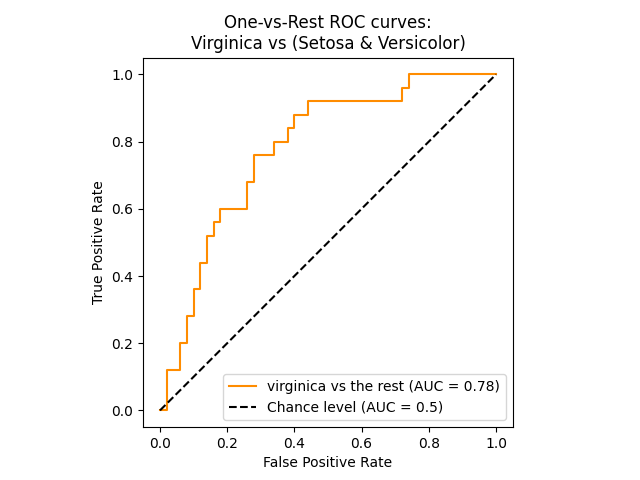 One-vs-Rest ROC curves:
Virginica vs (Setosa & Versicolor)
True Positive Rate
1.0
0.8
0.6
0.4
0.2
0.0
virginica vs the rest (AUC = 0.78)
Chance level (AUC = 0.5)
0.0 0.2 0.4 0.6 0.8 1.0
False Positive Rate